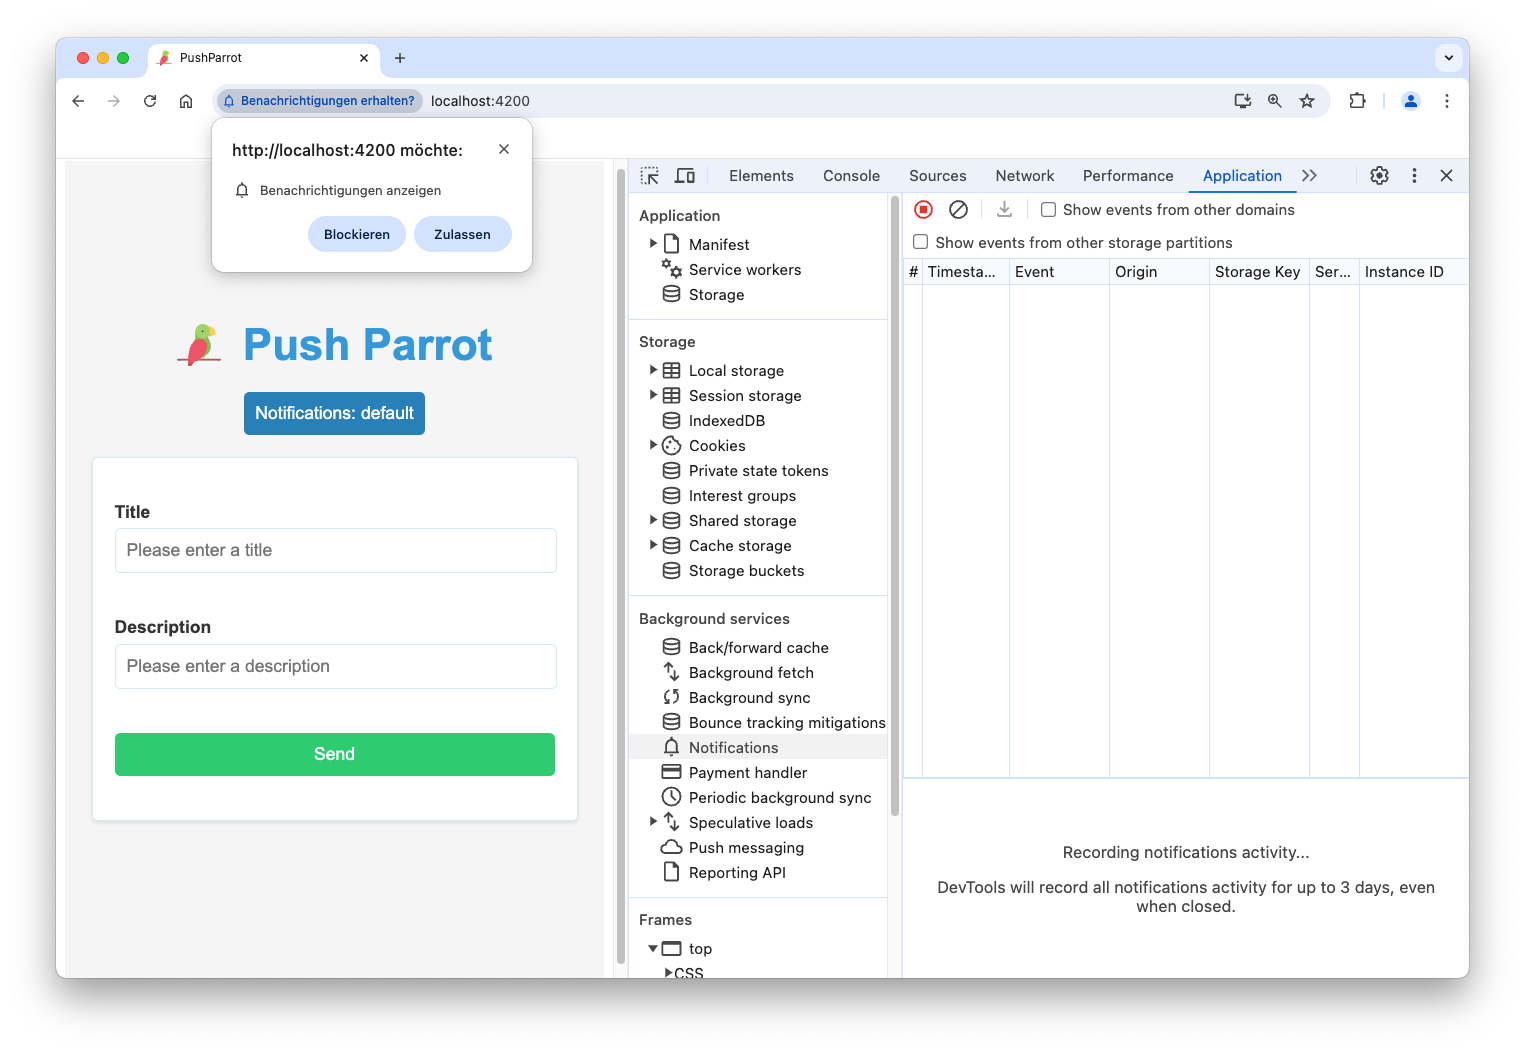 PushParrot
Benachrichtigungen erhalten?
localhost:4200
http://localhost:4200 möchte:
Benachrichtigungen anzeigen
Blockieren
Zulassen
Push Parrot
Notifications: default
Title
Please enter a title
Description
Please enter a description
Send
Elements Console Sources Network Performance Application
Application
Manifest
Service workers
Storage
Storage
Local storage
Session storage
IndexedDB
Cookies
Private state tokens
Interest groups
Shared storage
Cache storage
Storage buckets
Background services
Back/forward cache
Background fetch
Background sync
Bounce tracking mitigations
Notifications
Payment handler
Periodic background sync
Speculative loads
Push messaging
Reporting API
Frames
top
CSS
Show events from other domains
Show events from other storage partitions
# Timesta... Event Origin Storage Key Ser... Instance ID
Recording notifications activity...
DevTools will record all notifications activity for up to 3 days, even
when closed.